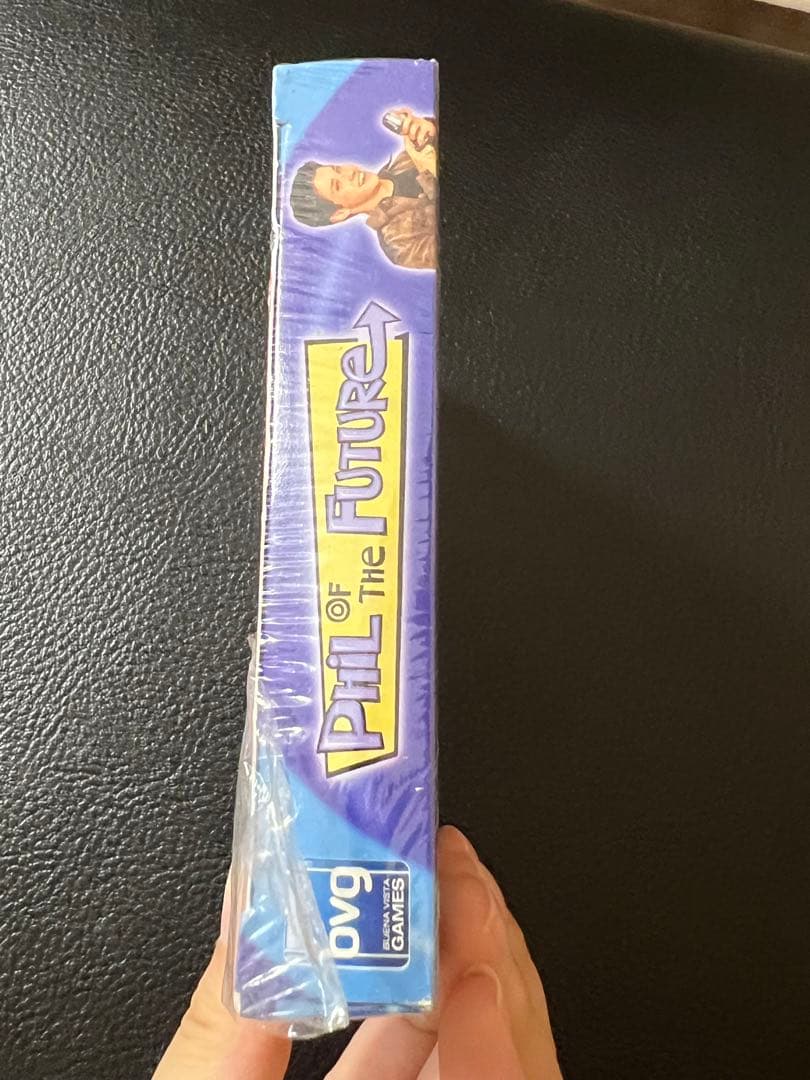 PHiL OF
THE FUTURE
bvg
BUENA VISTA
GAMES